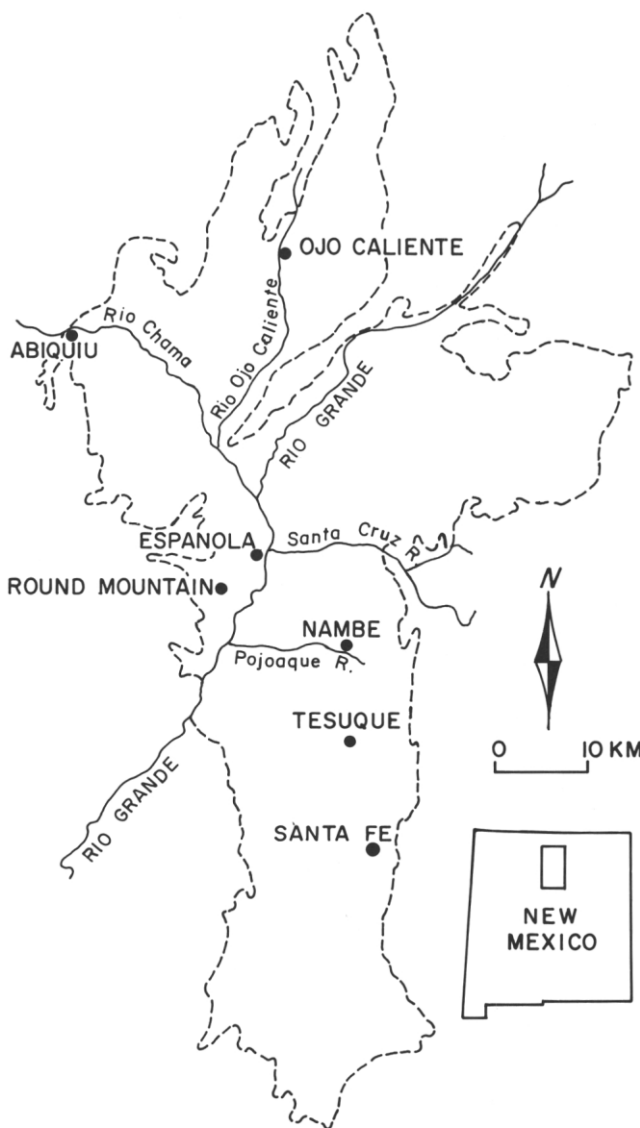 OJO CALIENTE
Rio Chama
ABIQUIU
Rio Ojo Caliente
RIO GRANDE
Santa Cruz R.
ESPANOLA
ROUND MOUNTAIN
N
NAMBE
Pojoaque R.
TESUQUE
0 10 KM
RIO GRANDE
SANTA FE
NEW
MEXICO